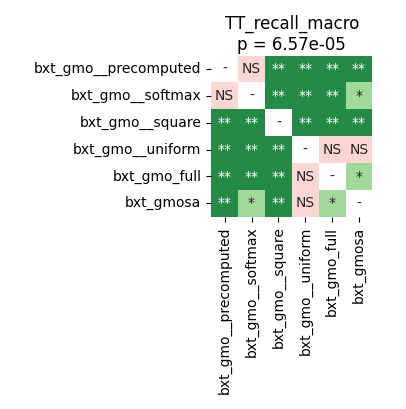 TT_recall_macro
p = 6.57e-05
bxt_gmo__precomputed - NS ** ** ** **
bxt_gmo__softmax NS - ** ** ** *
bxt_gmo__square ** ** - ** ** **
bxt_gmo__uniform ** ** ** - NS NS
bxt_gmo_full ** ** ** NS - *
bxt_gmosa ** * ** NS * -
bxt_gmo__precomputed
bxt_gmo__softmax
bxt_gmo__square
bxt_gmo__uniform
bxt_gmo_full
bxt_gmosa